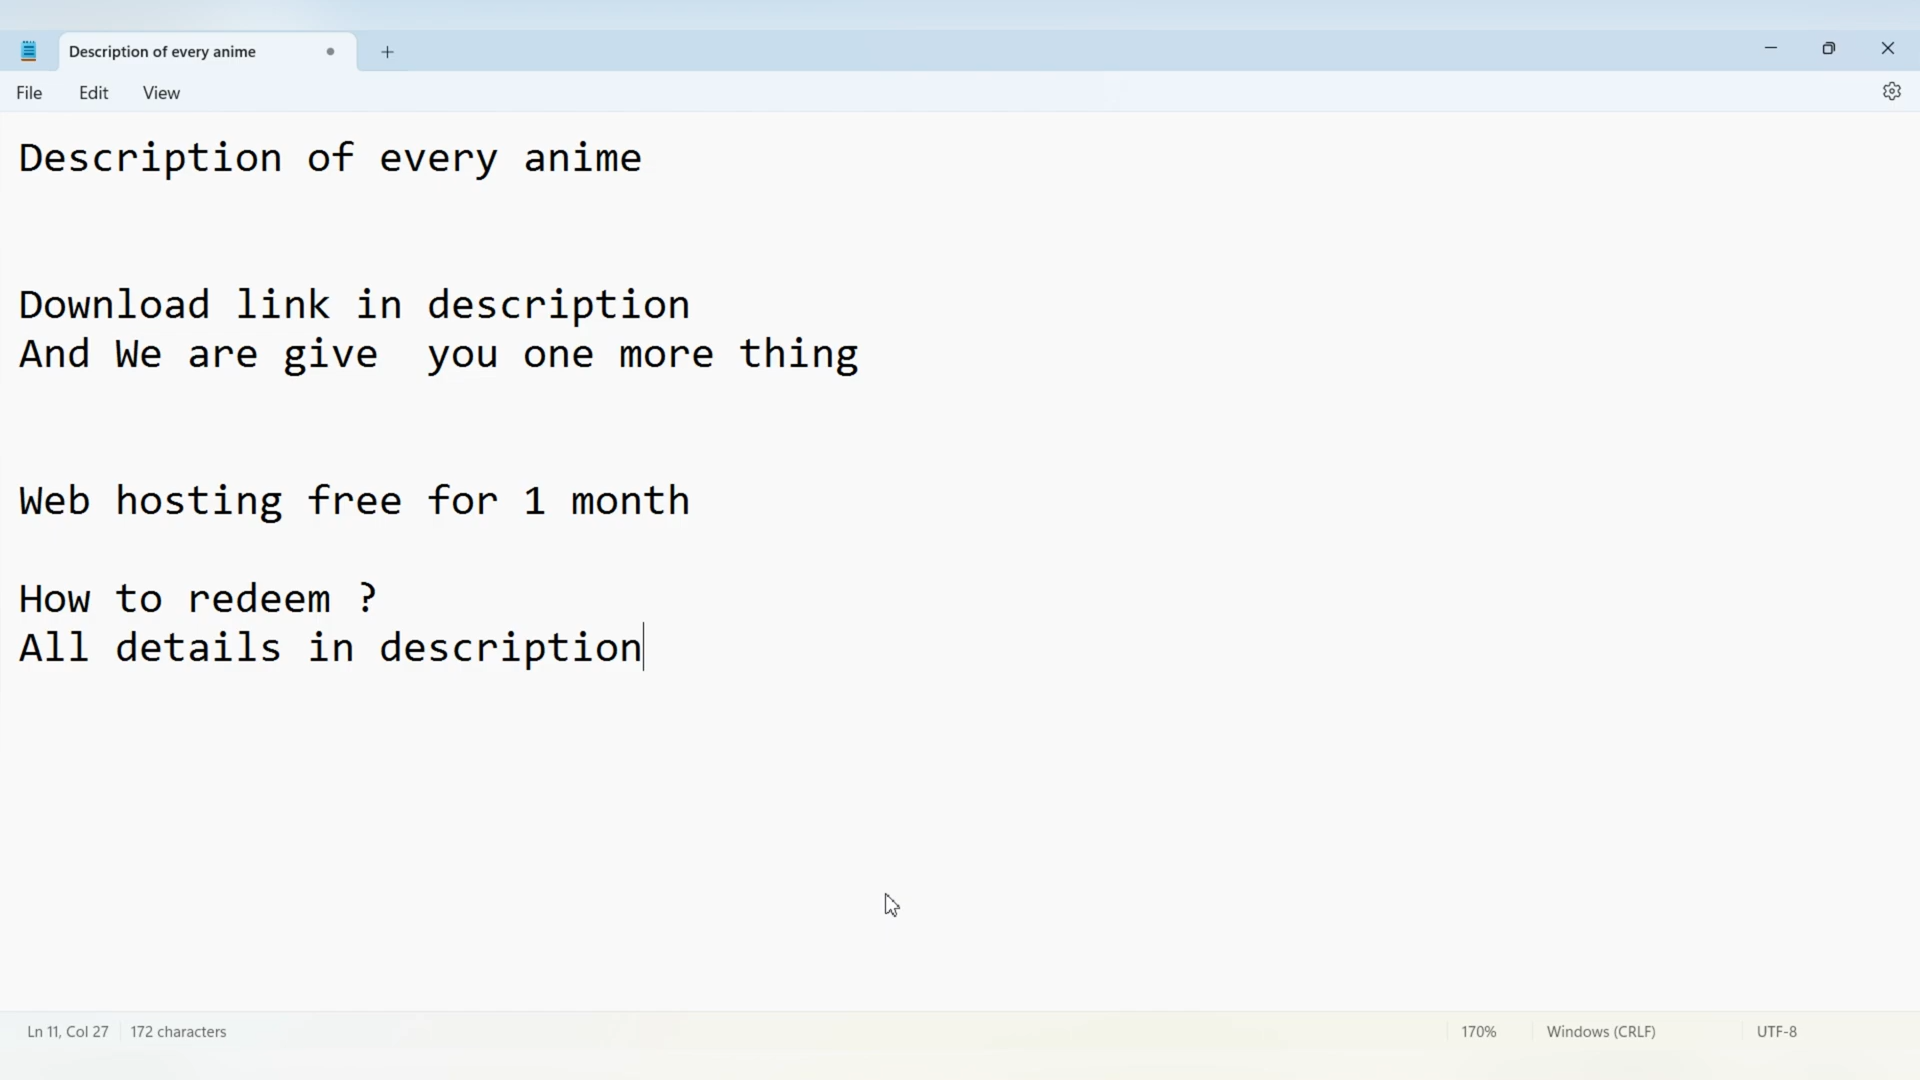 Description of every anime
File Edit View
Description of every anime
Download link in description
And We are give  you one more thing
Web hosting free for 1 month
How to redeem ?
All details in description
Ln 11, Col 27 172 characters 170% Windows (CRLF) UTF-8